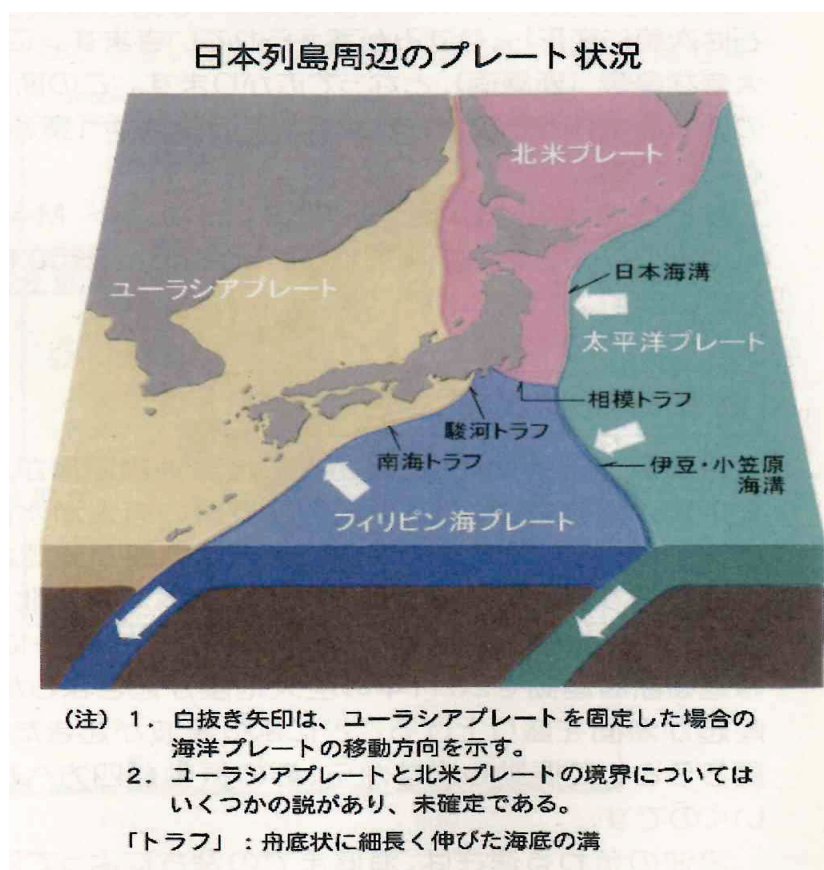 日本列島周辺のプレート状況
北米プレート
ユーラシアプレート
日本海溝
太平洋プレート
相模トラフ
駿河トラフ
南海トラフ
伊豆・小笠原
海溝
フィリピン海プレート
(注) 1. 白抜き矢印は、ユーラシアプレートを固定した場合の
海洋プレートの移動方向を示す。
2. ユーラシアプレートと北米プレートの境界については
いくつかの説があり、未確定である。
「トラフ」:舟底状に細長く伸びた海底の溝